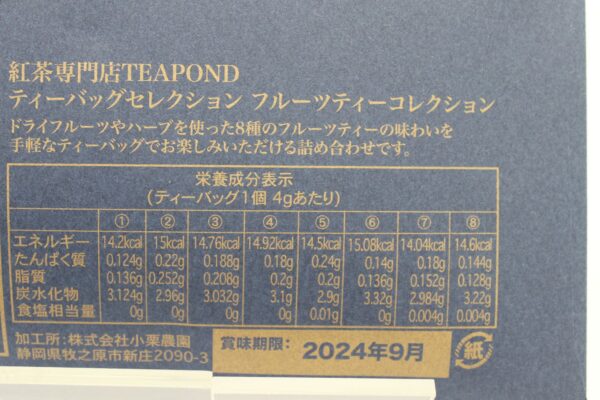 紅茶専門店TEAPOND
ティーバッグセレクション フルーツティーコレクション
ドライフルーツやハーブを使った8種のフルーツティーの味わいを
手軽なティーバッグでお楽しみいただける詰め合わせです。
栄養成分表示
(ティーバッグ1個 4gあたり)
① ② ③ ④ ⑤ ⑥ ⑦ ⑧
エネルギー 14.2kcal 15kcal 14.76kcal 14.92kcal 14.5kcal 15.08kcal 14.04kcal 14.6kcal
たんぱく質 0.124g 0.22g 0.188g 0.18g 0.24g 0.14g 0.18g 0.144g
脂質 0.136g 0.252g 0.208g 0.2g 0.2g 0.136g 0.152g 0.128g
炭水化物 3.124g 2.96g 3.032g 3.1g 2.9g 3.32g 2.984g 3.22g
食塩相当量 0g 0g 0g 0g 0.01g 0g 0.004g 0.004g
加工所:株式会社小栗農園
静岡県牧之原市新庄2090-3
賞味期限: 2024年9月
紙